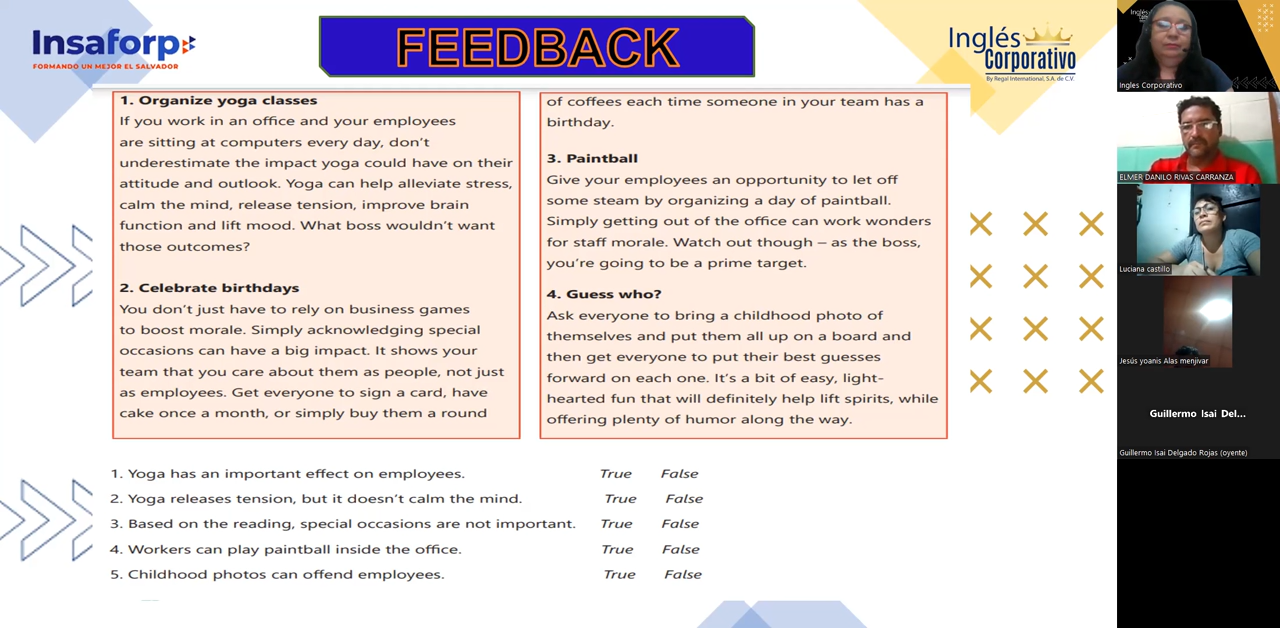 Insaforp
FORMANDO UN MEJOR EL SALVADOR
FEEDBACK
Inglés
Corporativo
By Regal International, S.A. de C.V.
1. Organize yoga classes
If you work in an office and your employees
are sitting at computers every day, don't
underestimate the impact yoga could have on their
attitude and outlook. Yoga can help alleviate stress,
calm the mind, release tension, improve brain
function and lift mood. What boss wouldn't want
those outcomes?
2. Celebrate birthdays
You don't just have to rely on business games
to boost morale. Simply acknowledging special
occasions can have a big impact. It shows your
team that you care about them as people, not just
as employees. Get everyone to sign a card, have
cake once a month, or simply buy them a round
of coffees each time someone in your team has a
birthday.
3. Paintball
Give your employees an opportunity to let off
some steam by organizing a day of paintball.
Simply getting out of the office can work wonders
for staff morale. Watch out though – as the boss,
you're going to be a prime target.
4. Guess who?
Ask everyone to bring a childhood photo of
themselves and put them all up on a board and
then get everyone to put their best guesses
forward on each one. It's a bit of easy, light-
hearted fun that will definitely help lift spirits, while
offering plenty of humor along the way.
1. Yoga has an important effect on employees. True False
2. Yoga releases tension, but it doesn't calm the mind. True False
3. Based on the reading, special occasions are not important. True False
4. Workers can play paintball inside the office. True False
5. Childhood photos can offend employees. True False
Inglés
Ingles Corporativo
ELMER DANILO RIVAS CARRANZA
Luciana castillo
Jesús yoanis Alas menjivar
Guillermo Isai Del...
Guillermo Isai Delgado Rojas (oyente)